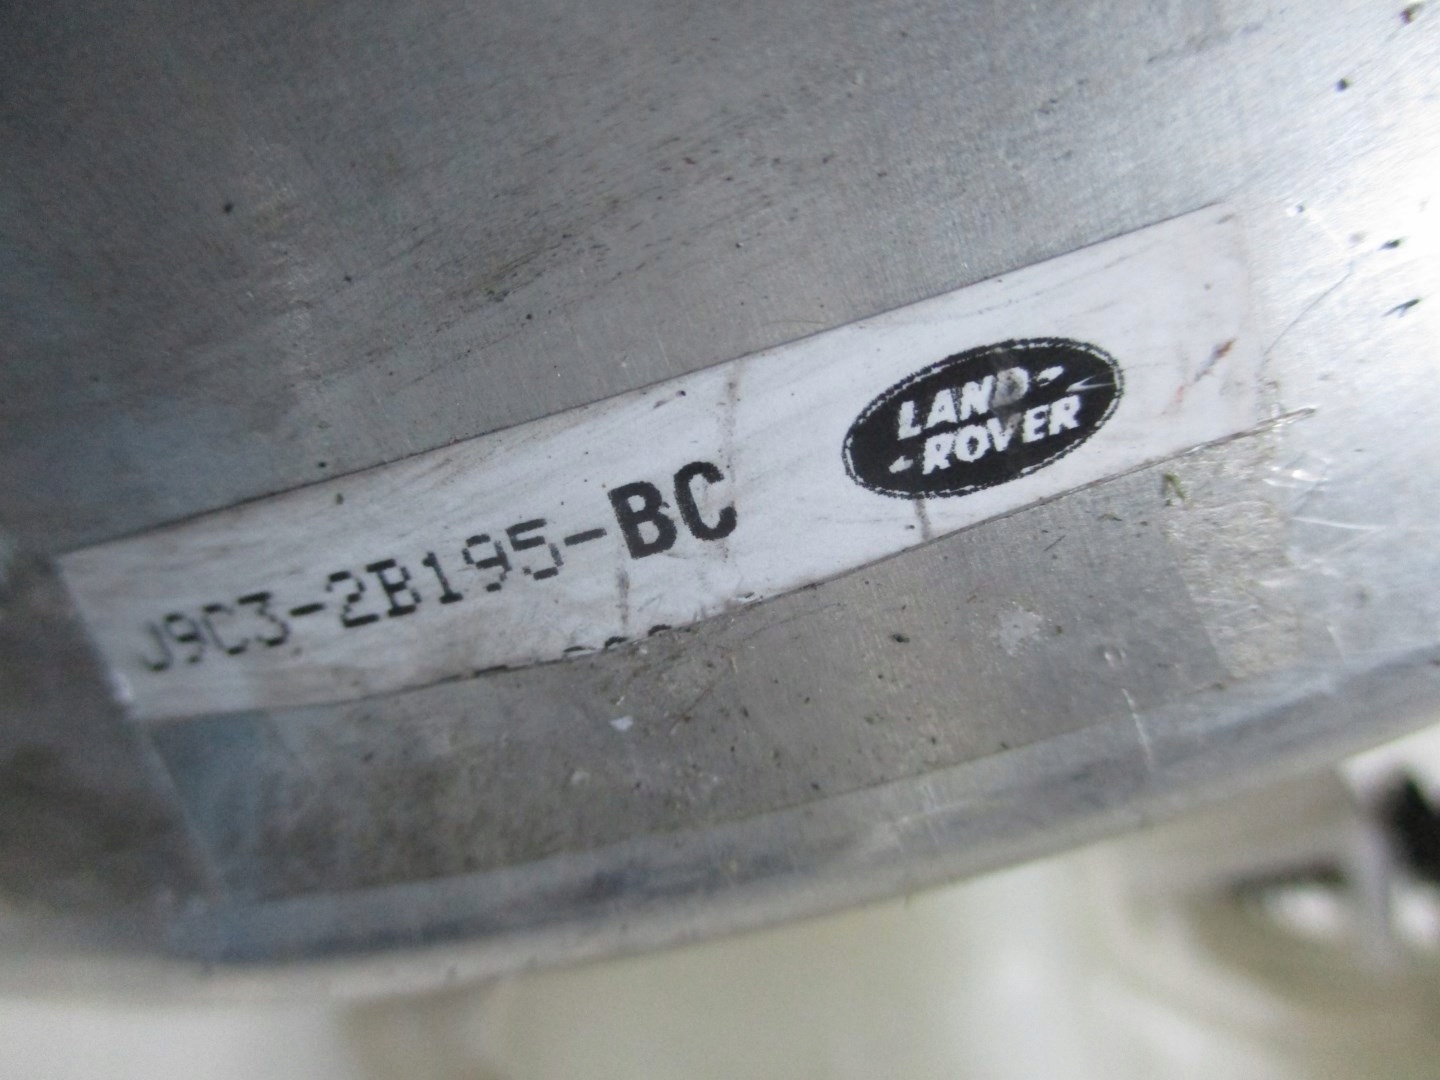 J9C3-2B195-BC
LAND-
-ROVER